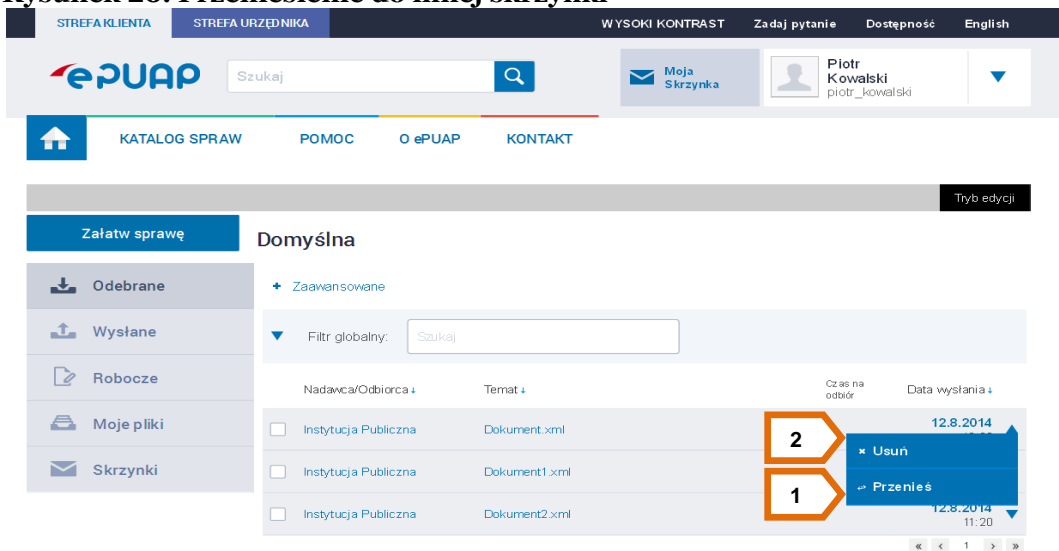 STREFA KLIENTA STREFA URZĘDNIKA WYSOKI KONTRAST Zadaj pytanie Dostępność English
ePUAP
Szukaj
Moja
Skrzynka
Piotr
Kowalski
piotr_kowalski
KATALOG SPRAW POMOC O ePUAP KONTAKT
Tryb edycji
Załatw sprawę
Domyślna
Odebrane
+ Zaawansowane
Wysłane
Filtr globalny: Szukaj
Robocze
Nadawca/Odbiorca Temat Czas na odbiór Data wysłania
Moje pliki
Instytucja Publiczna Dokument.xml 12.8.2014
2
Usuń
Skrzynki
Instytucja Publiczna Dokument1.xml
1
Przenieś
Instytucja Publiczna Dokument2.xml 12.8.2014
11:20
« < 1 > »